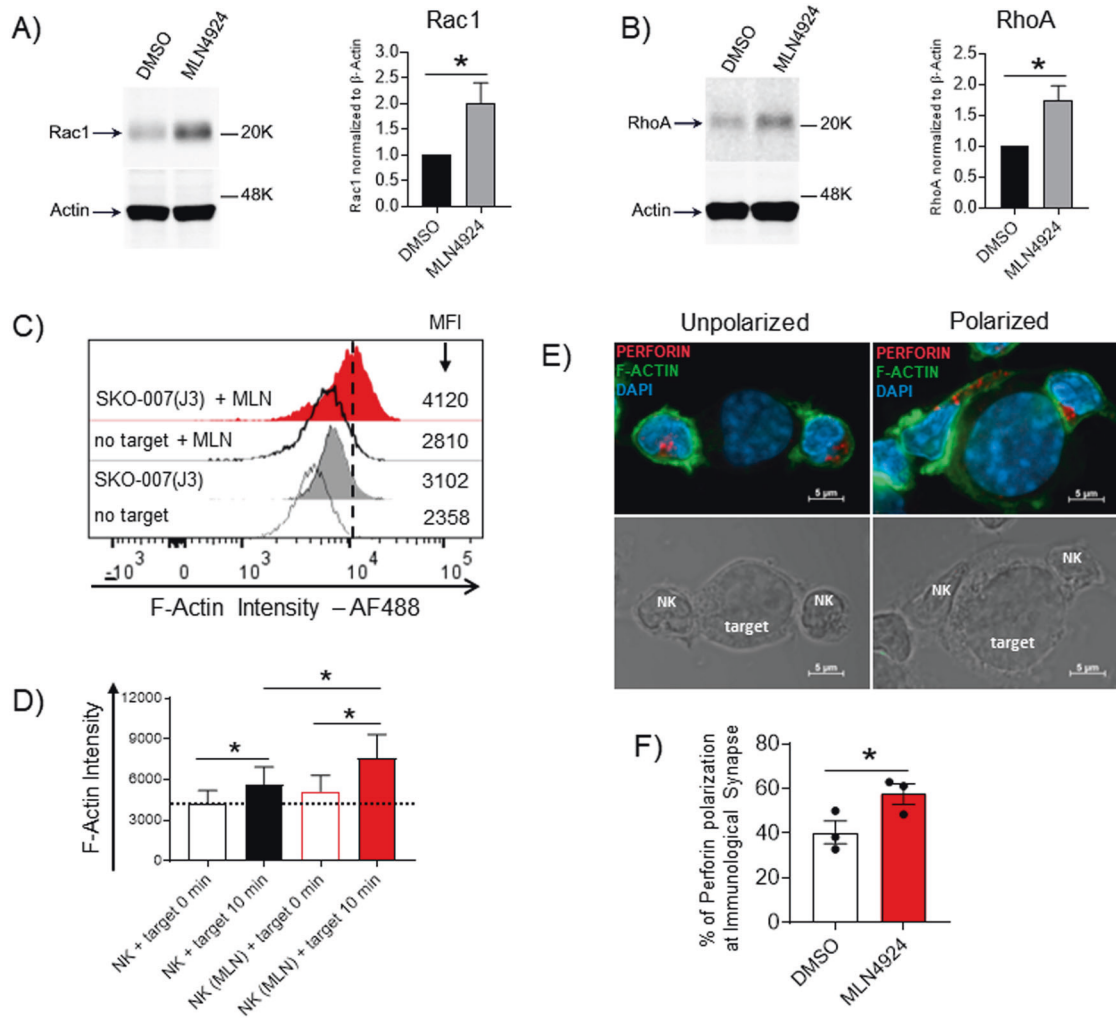 A)
DMSO
MLN4924
Rac1
20K
48K
Actin
Rac1
Rac1 normalized to β-Actin
3.0
2.5
2.0
1.5
1.0
0.5
0.0
*
DMSO
MLN4924
B)
DMSO
MLN4924
RhoA
20K
48K
Actin
RhoA
RhoA normalized to β-Actin
2.5
2.0
1.5
1.0
0.5
0.0
*
DMSO
MLN4924
C)
MFI
SKO-007(J3) + MLN 4120
no target + MLN 2810
SKO-007(J3) 3102
no target 2358
-10³ 0 10³ 10⁴ 10⁵
F-Actin Intensity – AF488
D)
F-Actin Intensity
12000
9000
6000
3000
0
*
*
*
NK + target 0 min
NK + target 10 min
NK (MLN) + target 0 min
NK (MLN) + target 10 min
E)
Unpolarized
Polarized
PERFORIN
F-ACTIN
DAPI
5 µm
PERFORIN
F-ACTIN
DAPI
5 µm
NK
target
NK
5 µm
NK
target
NK
5 µm
F)
% of Perforin polarization
at Immunological Synapse
80
60
40
20
0
*
DMSO
MLN4924